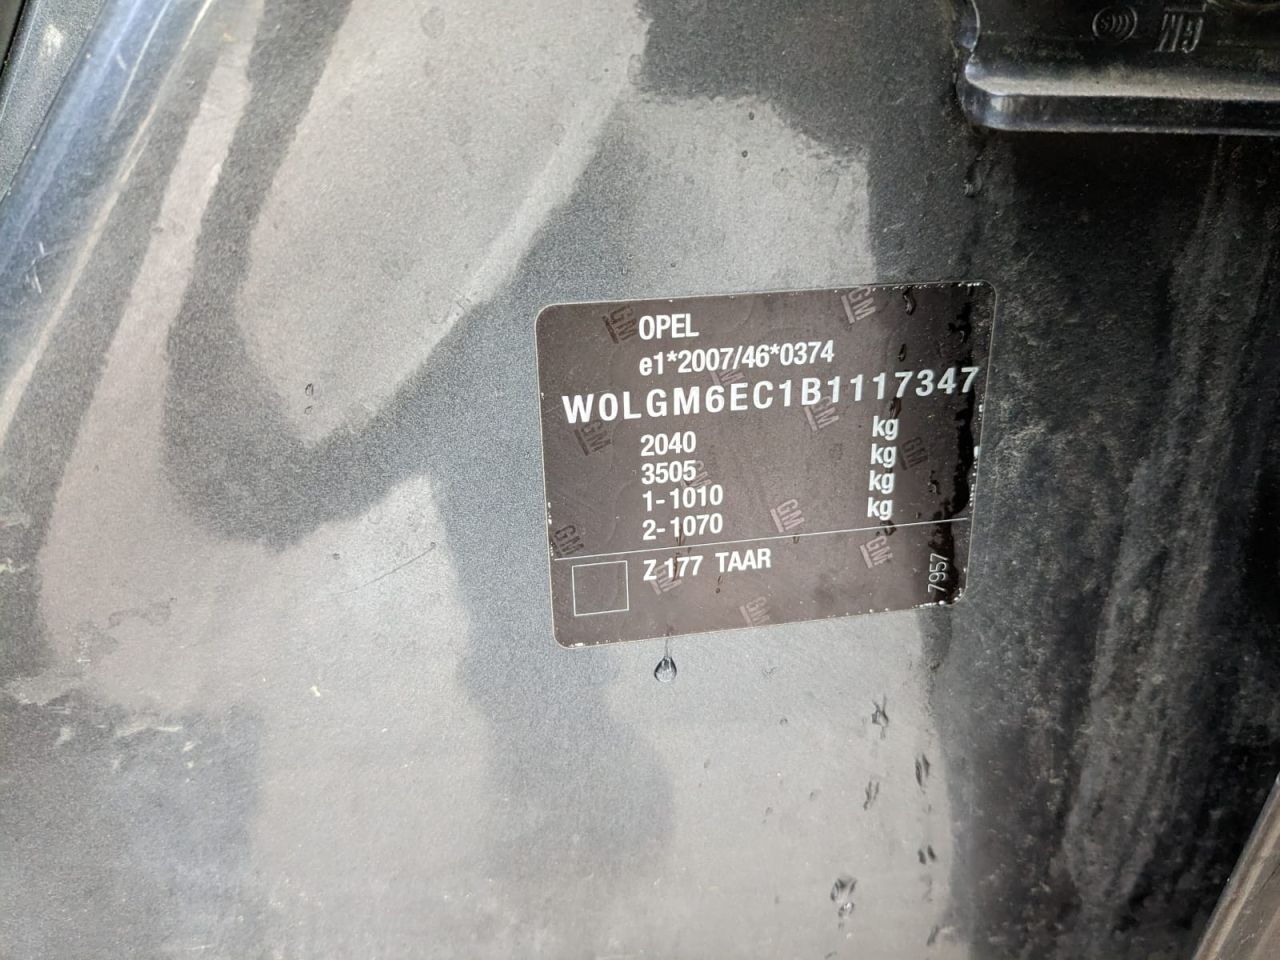 GM
OPEL
e1*2007/46*0374
W0LGM6EC1B1117347
2040 kg
3505 kg
1-1010 kg
2-1070 kg
Z 177 TAAR
7957